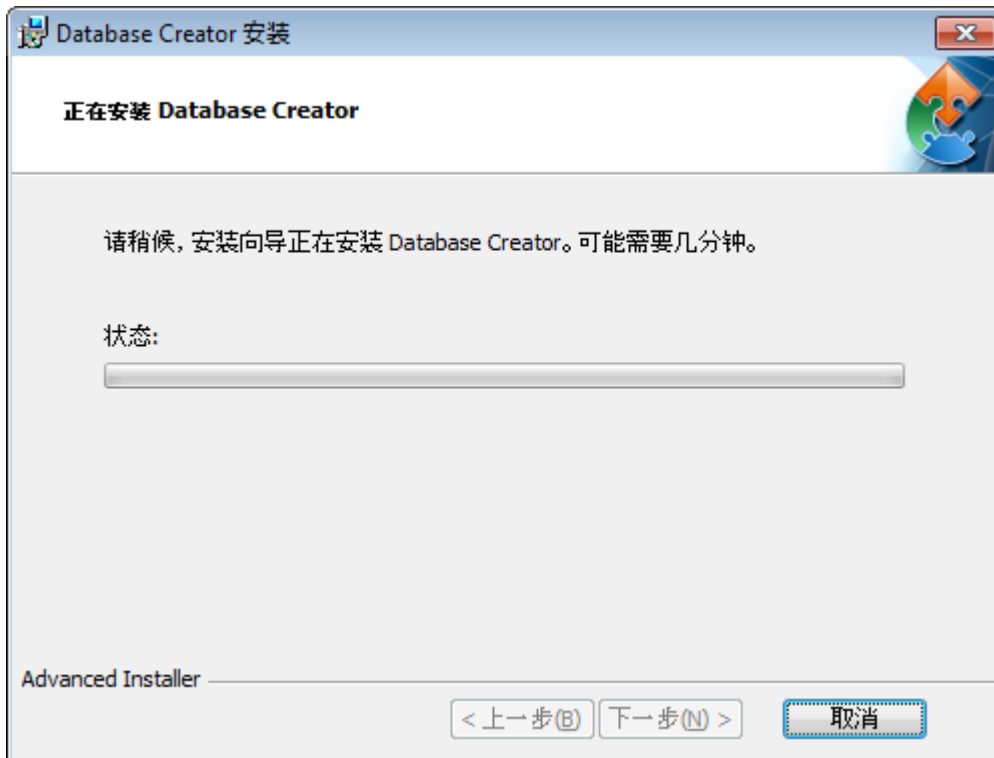 Database Creator 安装
正在安装 Database Creator
请稍候，安装向导正在安装 Database Creator。可能需要几分钟。
状态:
Advanced Installer
< 上一步(B)
下一步(N) >
取消